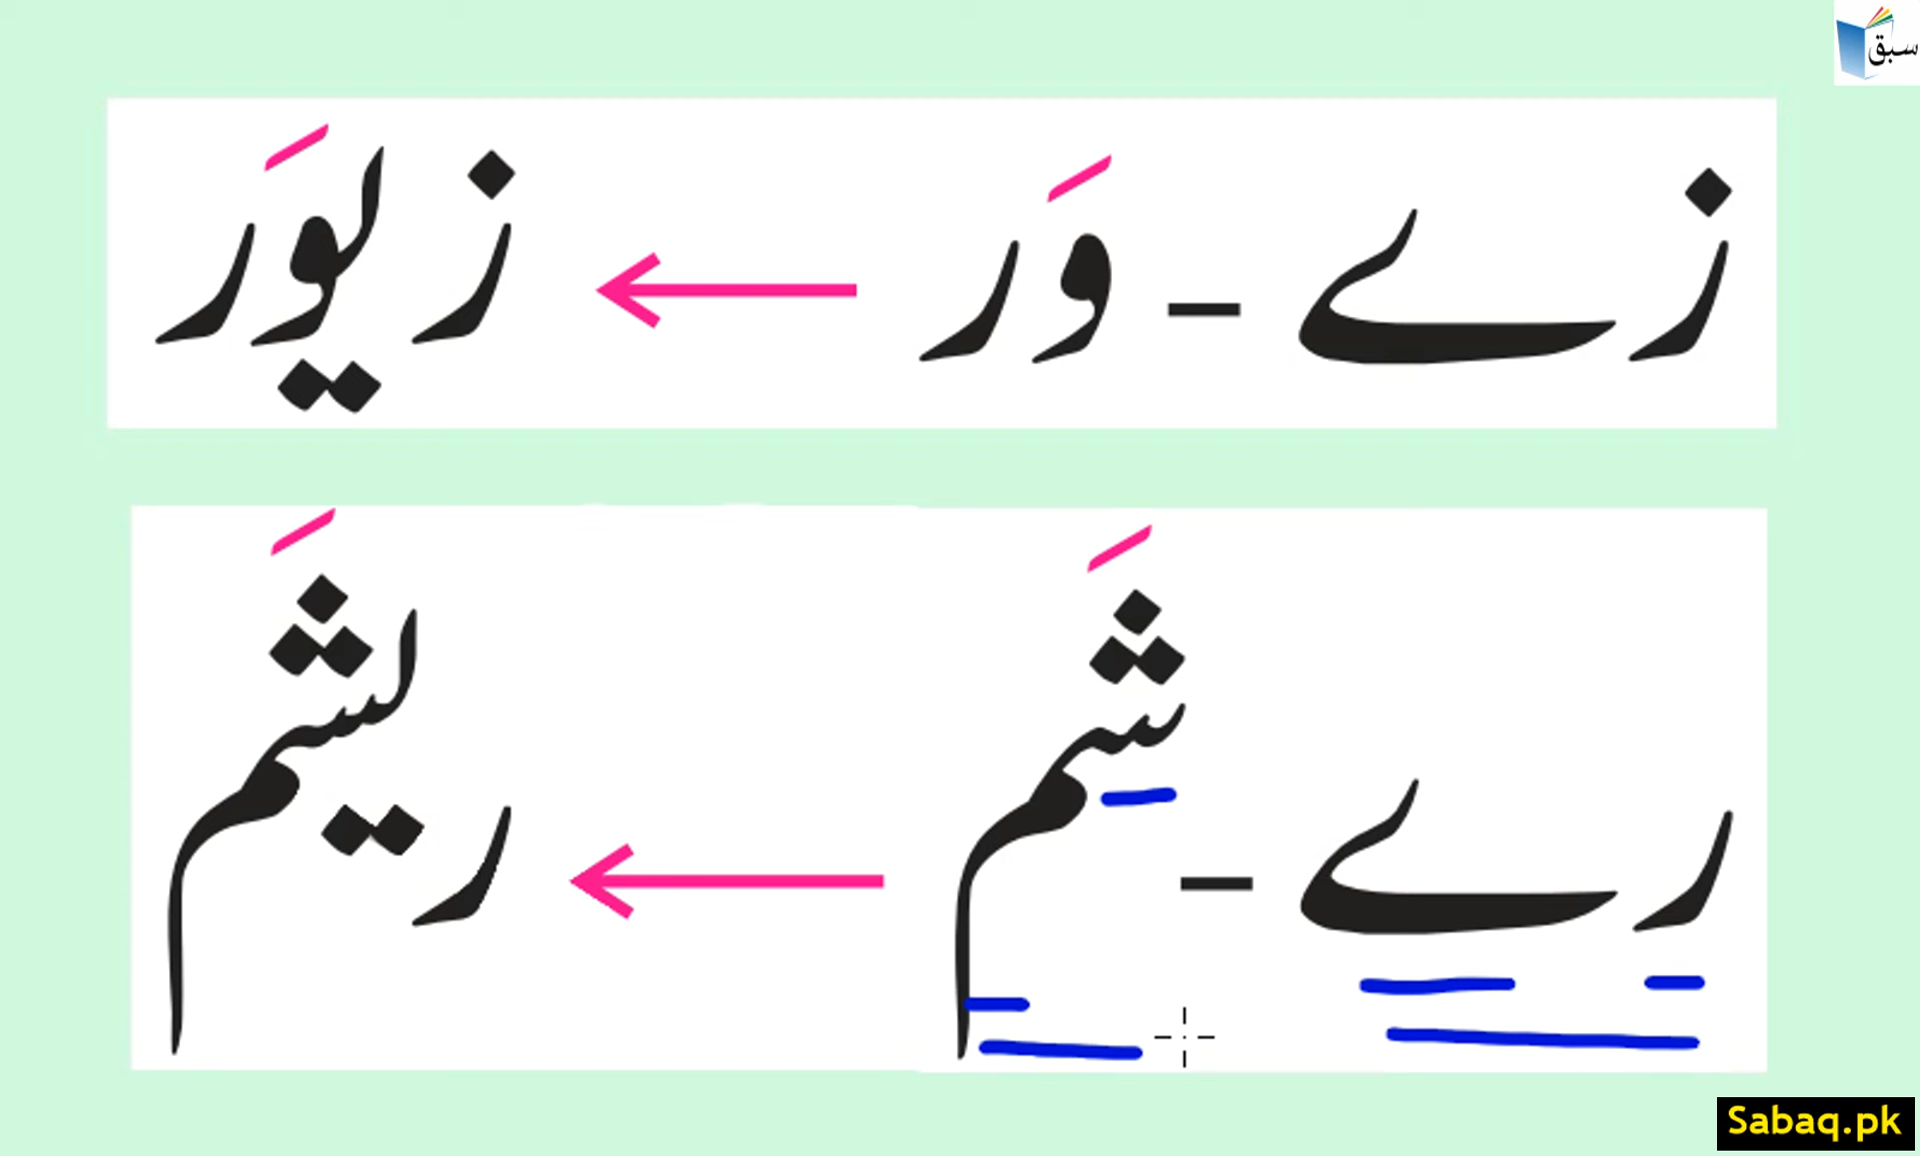 سبق
زے - وَر ← زیوَر
رے - شَم ← ریشَم
Sabaq.pk